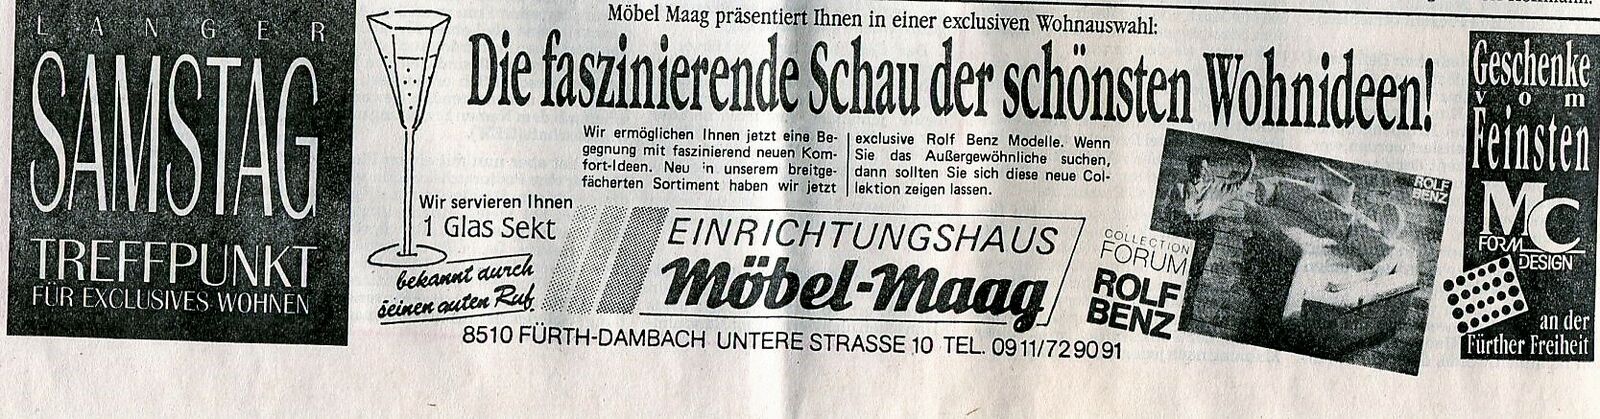 LANGER
SAMSTAG
TREFFPUNKT
FÜR EXCLUSIVES WOHNEN
Möbel Maag präsentiert Ihnen in einer exclusiven Wohnauswahl:
Die faszinierende Schau der schönsten Wohnideen!
Wir ermöglichen Ihnen jetzt eine Be-
gegnung mit faszinierend neuen Kom-
fort-Ideen. Neu in unserem breitge-
fächerten Sortiment haben wir jetzt
exclusive Rolf Benz Modelle. Wenn
Sie das Außergewöhnliche suchen,
dann sollten Sie sich diese neue Col-
lektion zeigen lassen.
Wir servieren Ihnen
1 Glas Sekt
bekannt durch
seinen guten Ruf
EINRICHTUNGSHAUS
Möbel-Maag
8510 FÜRTH-DAMBACH UNTERE STRASSE 10 TEL. 0911/729091
COLLECTION
FORUM
ROLF
BENZ
ROLF
BENZ
Geschenke
vom
Feinsten
MC
FORM
DESIGN
an der
Fürther Freiheit